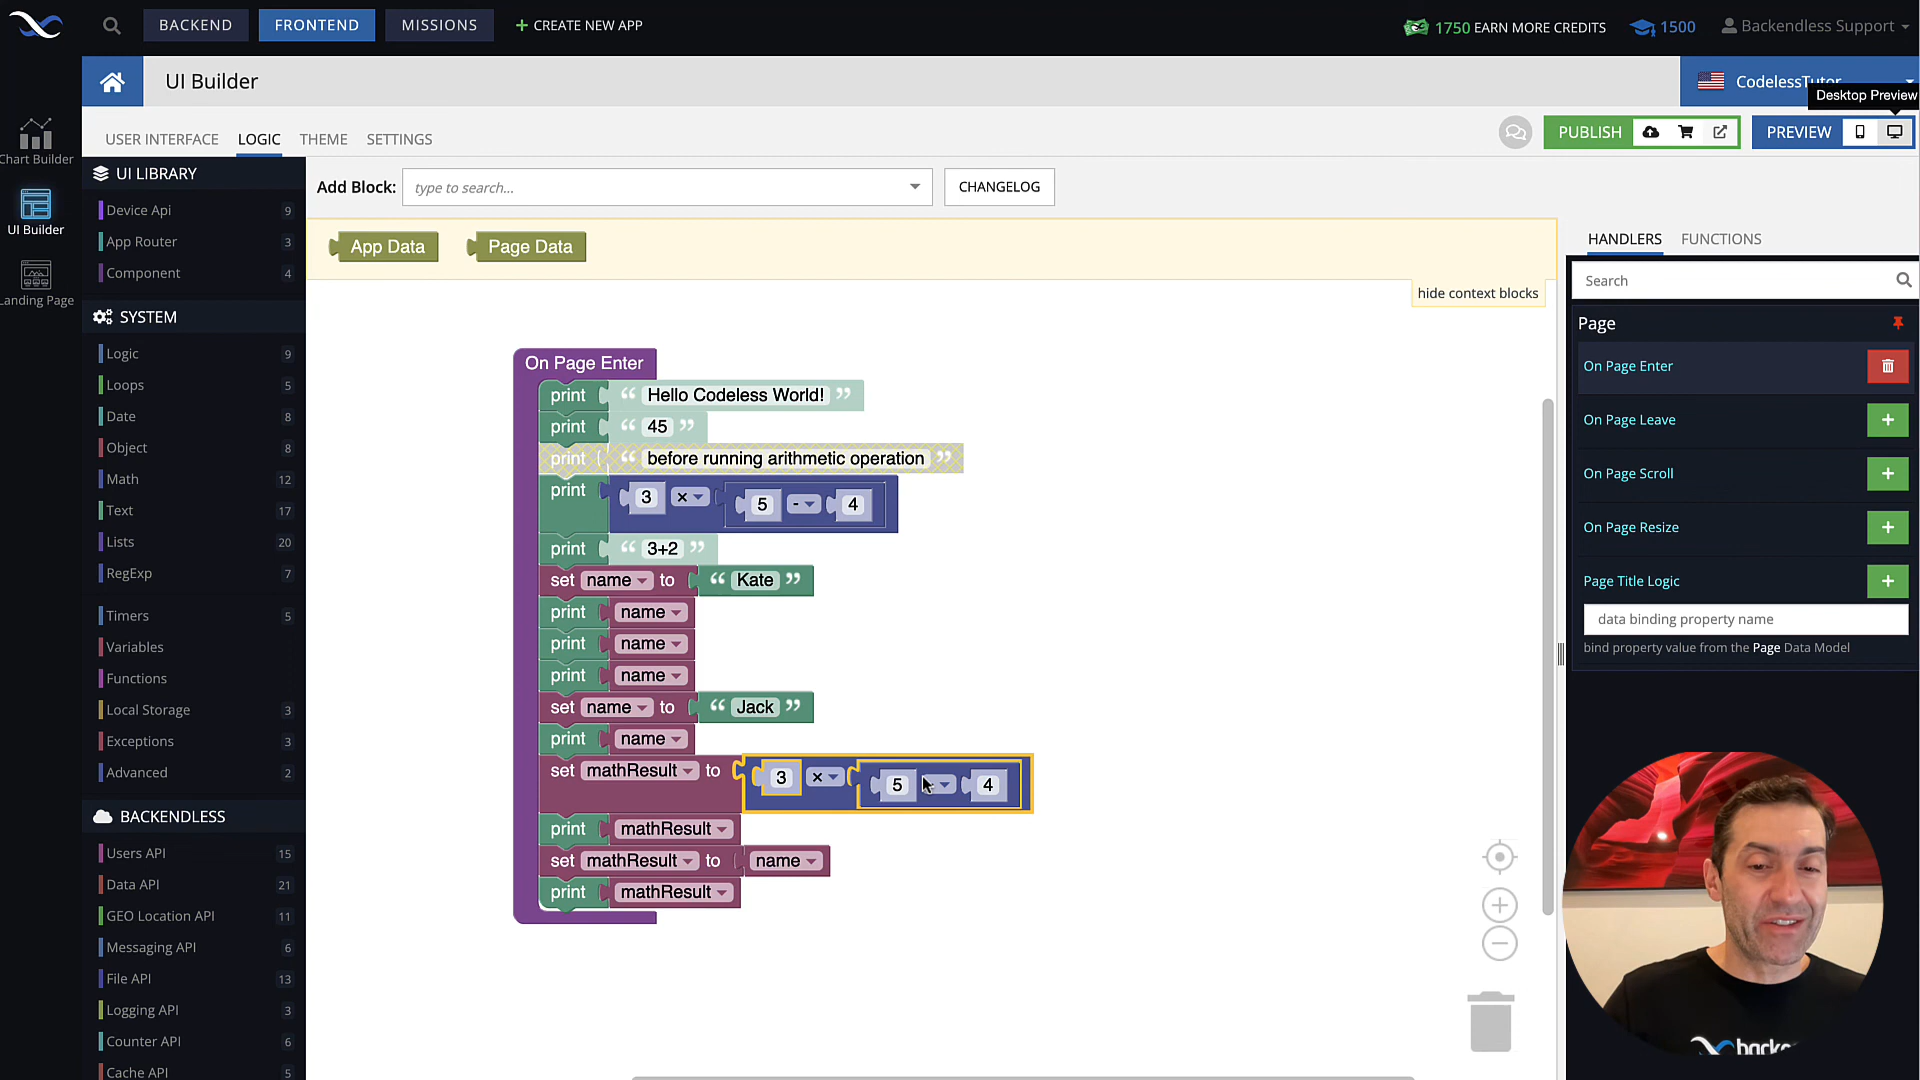 BACKEND
FRONTEND
MISSIONS
+ CREATE NEW APP
1750 EARN MORE CREDITS
1500
Backendless Support
UI Builder
CodelessTutor
Desktop Preview
USER INTERFACE
LOGIC
THEME
SETTINGS
PUBLISH
PREVIEW
Chart Builder
UI Builder
Landing Page
UI LIBRARY
Device Api 9
App Router 3
Component 4
SYSTEM
Logic 9
Loops 5
Date 8
Object 8
Math 12
Text 17
Lists 20
RegExp 7
Timers 5
Variables
Functions
Local Storage 3
Exceptions 3
Advanced 2
BACKENDLESS
Users API 15
Data API 21
GEO Location API 11
Messaging API 6
File API 13
Logging API 3
Counter API 6
Cache API 5
Add Block: type to search...
CHANGELOG
App Data
Page Data
hide context blocks
On Page Enter
print “ Hello Codeless World! ”
print “ 45 ”
print “ before running arithmetic operation ”
print 3 × 5 - 4
print “ 3+2 ”
set name to “ Kate ”
print name
print name
print name
set name to “ Jack ”
print name
set mathResult to 3 × 5 4
print mathResult
set mathResult to name
print mathResult
HANDLERS
FUNCTIONS
Search
Page
On Page Enter
On Page Leave
On Page Scroll
On Page Resize
Page Title Logic
data binding property name
bind property value from the Page Data Model